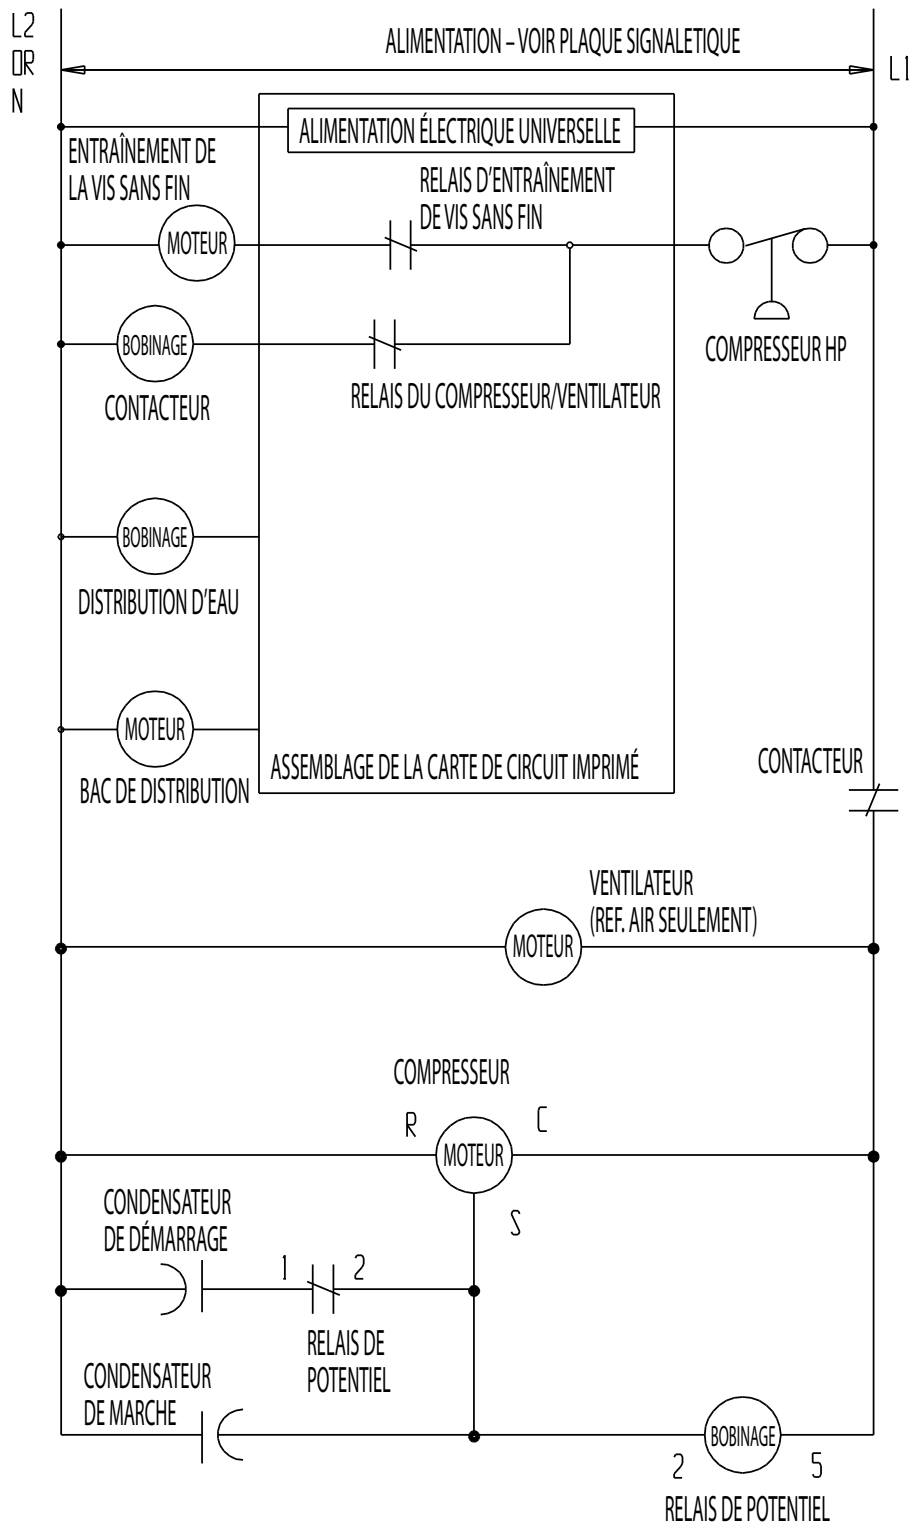 L2
OR
N
ALIMENTATION – VOIR PLAQUE SIGNALETIQUE
L1
ALIMENTATION ÉLECTRIQUE UNIVERSELLE
ENTRAÎNEMENT DE
LA VIS SANS FIN
RELAIS D'ENTRAÎNEMENT
DE VIS SANS FIN
MOTEUR
BOBINAGE
COMPRESSEUR HP
CONTACTEUR
RELAIS DU COMPRESSEUR/VENTILATEUR
BOBINAGE
DISTRIBUTION D'EAU
MOTEUR
BAC DE DISTRIBUTION
ASSEMBLAGE DE LA CARTE DE CIRCUIT IMPRIMÉ
CONTACTEUR
VENTILATEUR
(REF. AIR SEULEMENT)
MOTEUR
COMPRESSEUR
R
C
MOTEUR
S
CONDENSATEUR
DE DÉMARRAGE
1
2
RELAIS DE
POTENTIEL
CONDENSATEUR
DE MARCHE
BOBINAGE
2
5
RELAIS DE POTENTIEL